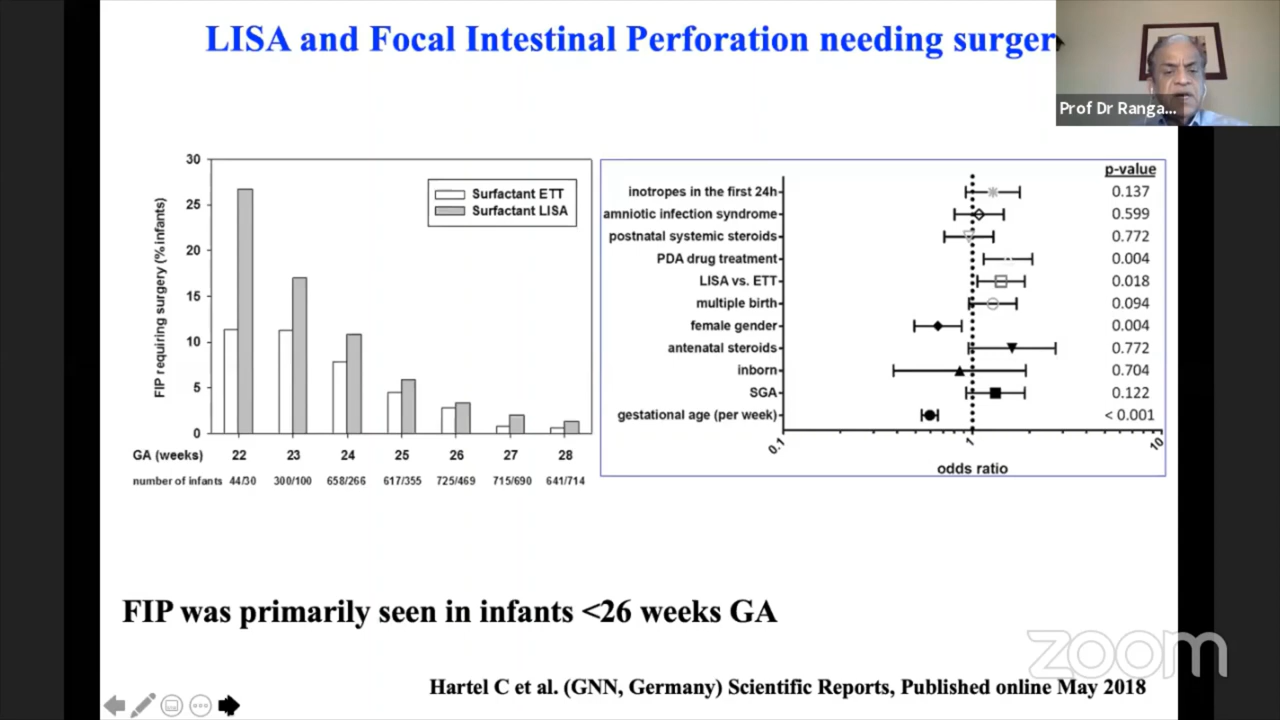 LISA and Focal Intestinal Perforation needing surger
Prof Dr Ranga...
FIP requiring surgery (% infants)
30
25
20
15
10
5
0
Surfactant ETT
Surfactant LISA
GA (weeks) 22 23 24 25 26 27 28
number of infants 44/30 300/100 658/266 617/355 725/469 715/690 641/714
p-value
inotropes in the first 24h 0.137
amniotic infection syndrome 0.599
postnatal systemic steroids 0.772
PDA drug treatment 0.004
LISA vs. ETT 0.018
multiple birth 0.094
female gender 0.004
antenatal steroids 0.772
inborn 0.704
SGA 0.122
gestational age (per week) < 0.001
0.1 1 10
odds ratio
FIP was primarily seen in infants <26 weeks GA
zoom
Hartel C et al. (GNN, Germany) Scientific Reports, Published online May 2018